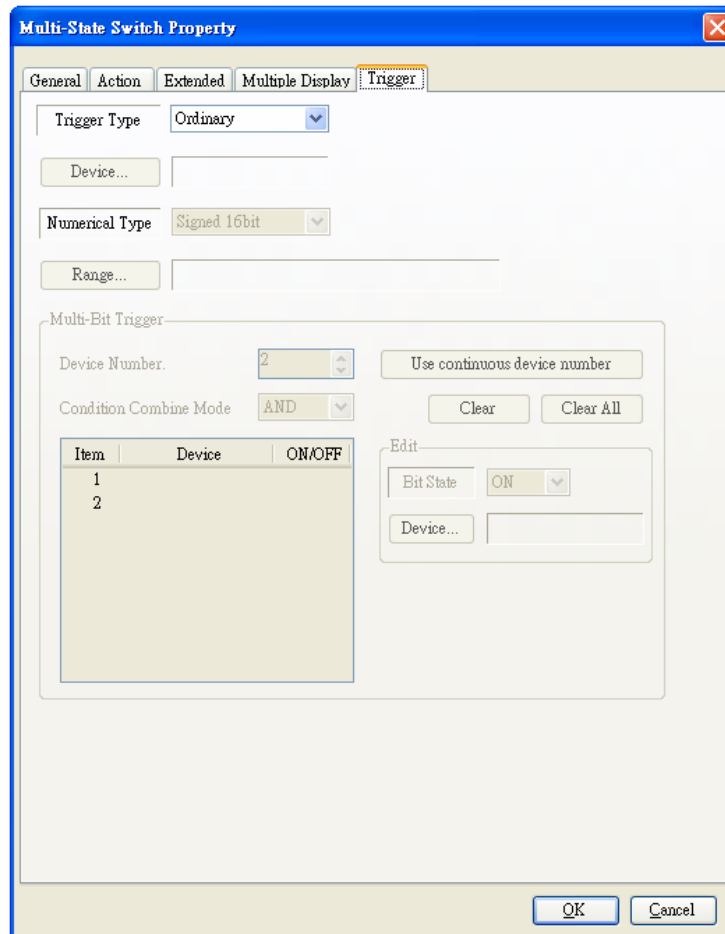 Multi-State Switch Property
General Action Extended Multiple Display Trigger
Trigger Type Ordinary
Device...
Numerical Type Signed 16bit
Range...
Multi-Bit Trigger
Device Number. 2 Use continuous device number
Condition Combine Mode AND Clear Clear All
Item Device ON/OFF
Edit
1
Bit State ON
2
Device...
OK Cancel